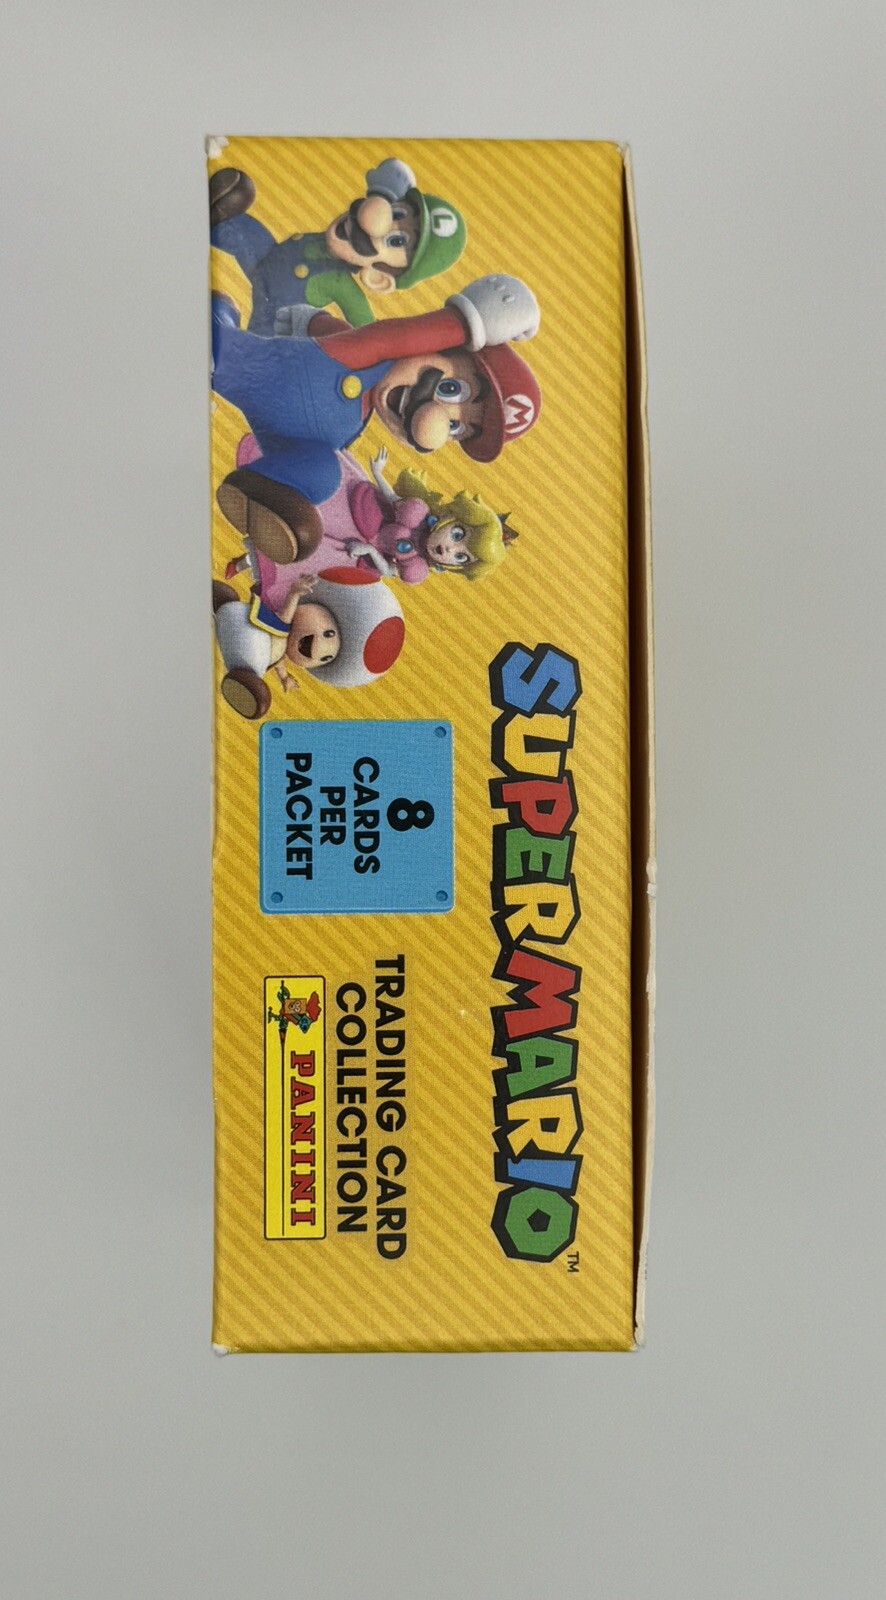 L
M
SUPER MARIO™
8
CARDS
PER
PACKET
TRADING CARD
COLLECTION
PANINI